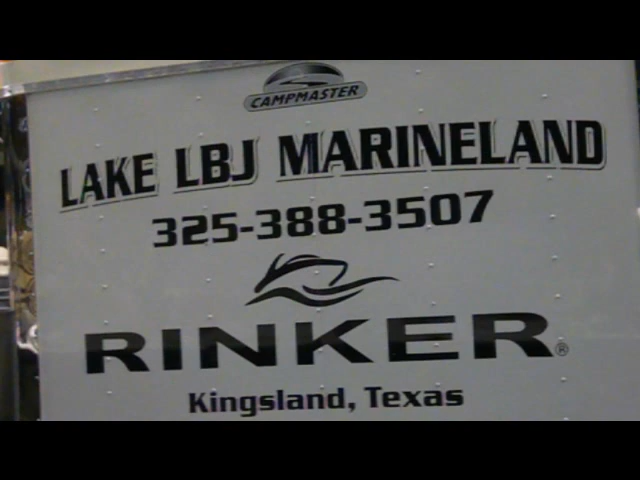 CAMPMASTER
LAKE LBJ MARINELAND
325-388-3507
RINKER®
Kingsland, Texas